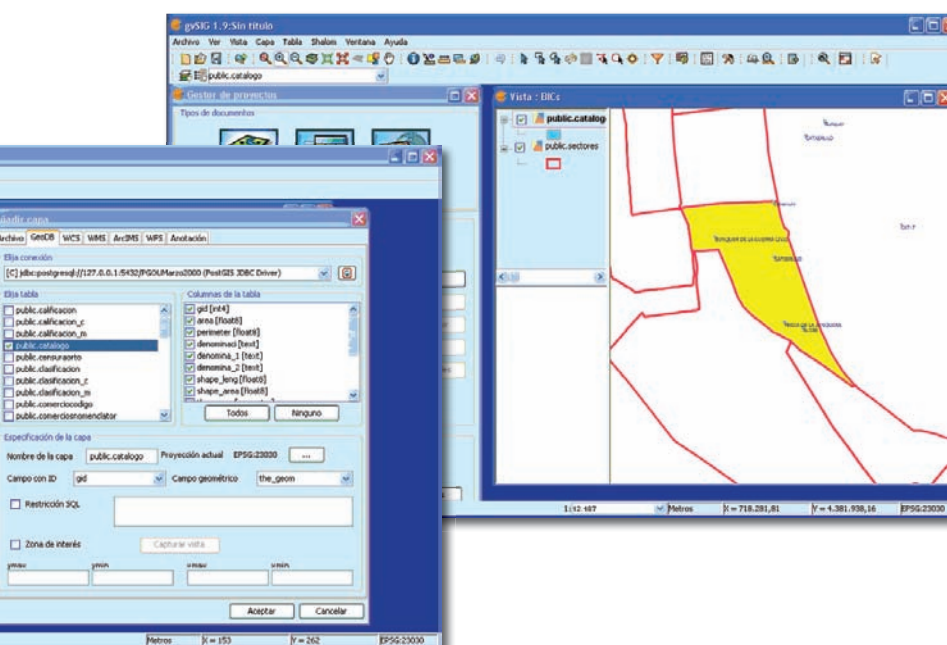 gvSIG 1.9:Sin título
Archivo Ver Vista Capa Tabla Shalom Ventana Ayuda
public.catalogo
Gestor de proyectos
Tipos de documentos
Vista : BICs
public.catalog
public.sectores
1:12.487
Metros
X = 718.281,81
Y = 4.381.938,16
EPSG:23030
Añadir capa
Archivo GeoDB WCS WMS ArcIMS WFS Anotación
Elija conexión
[C] jdbc:postgresql://127.0.0.1:5432/PGOUMarzo2000 (PostGIS JDBC Driver)
Elija tabla
public.calificacion
public.calificacion_c
public.calificacion_m
public.catalogo
public.censuraorto
public.clasificacion
public.clasificacion_c
public.clasificacion_m
public.comerciocodigo
public.comerciosnomenclator
Columnas de la tabla
gid [int4]
area [float8]
perimeter [float8]
denominaci [text]
denomina_1 [text]
denomina_2 [text]
shape_leng [float8]
shape_area [float8]
Todos
Ninguno
Especificación de la capa
Nombre de la capa
public.catalogo
Proyección actual
EPSG:23030
...
Campo con ID
gid
Campo geométrico
the_geom
Restricción SQL
Zona de interés
Capturar vista
ymax
ymin
xmax
xmin
Aceptar
Cancelar
Metros
X = 153
Y = 262
EPSG:23030